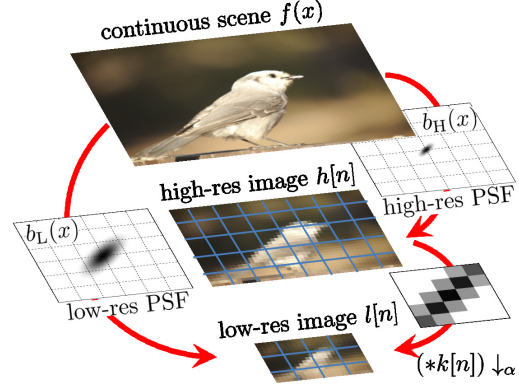 continuous scene f(x)
b_H(x)
high-res image h[n]
high-res PSF
b_L(x)
low-res PSF
low-res image l[n]
(*k[n]) ↓_α